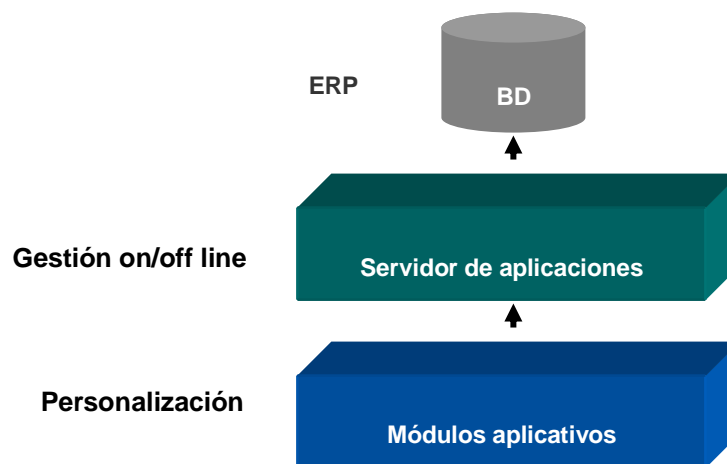 ERP
BD
Gestión on/off line
Servidor de aplicaciones
Personalización
Módulos aplicativos